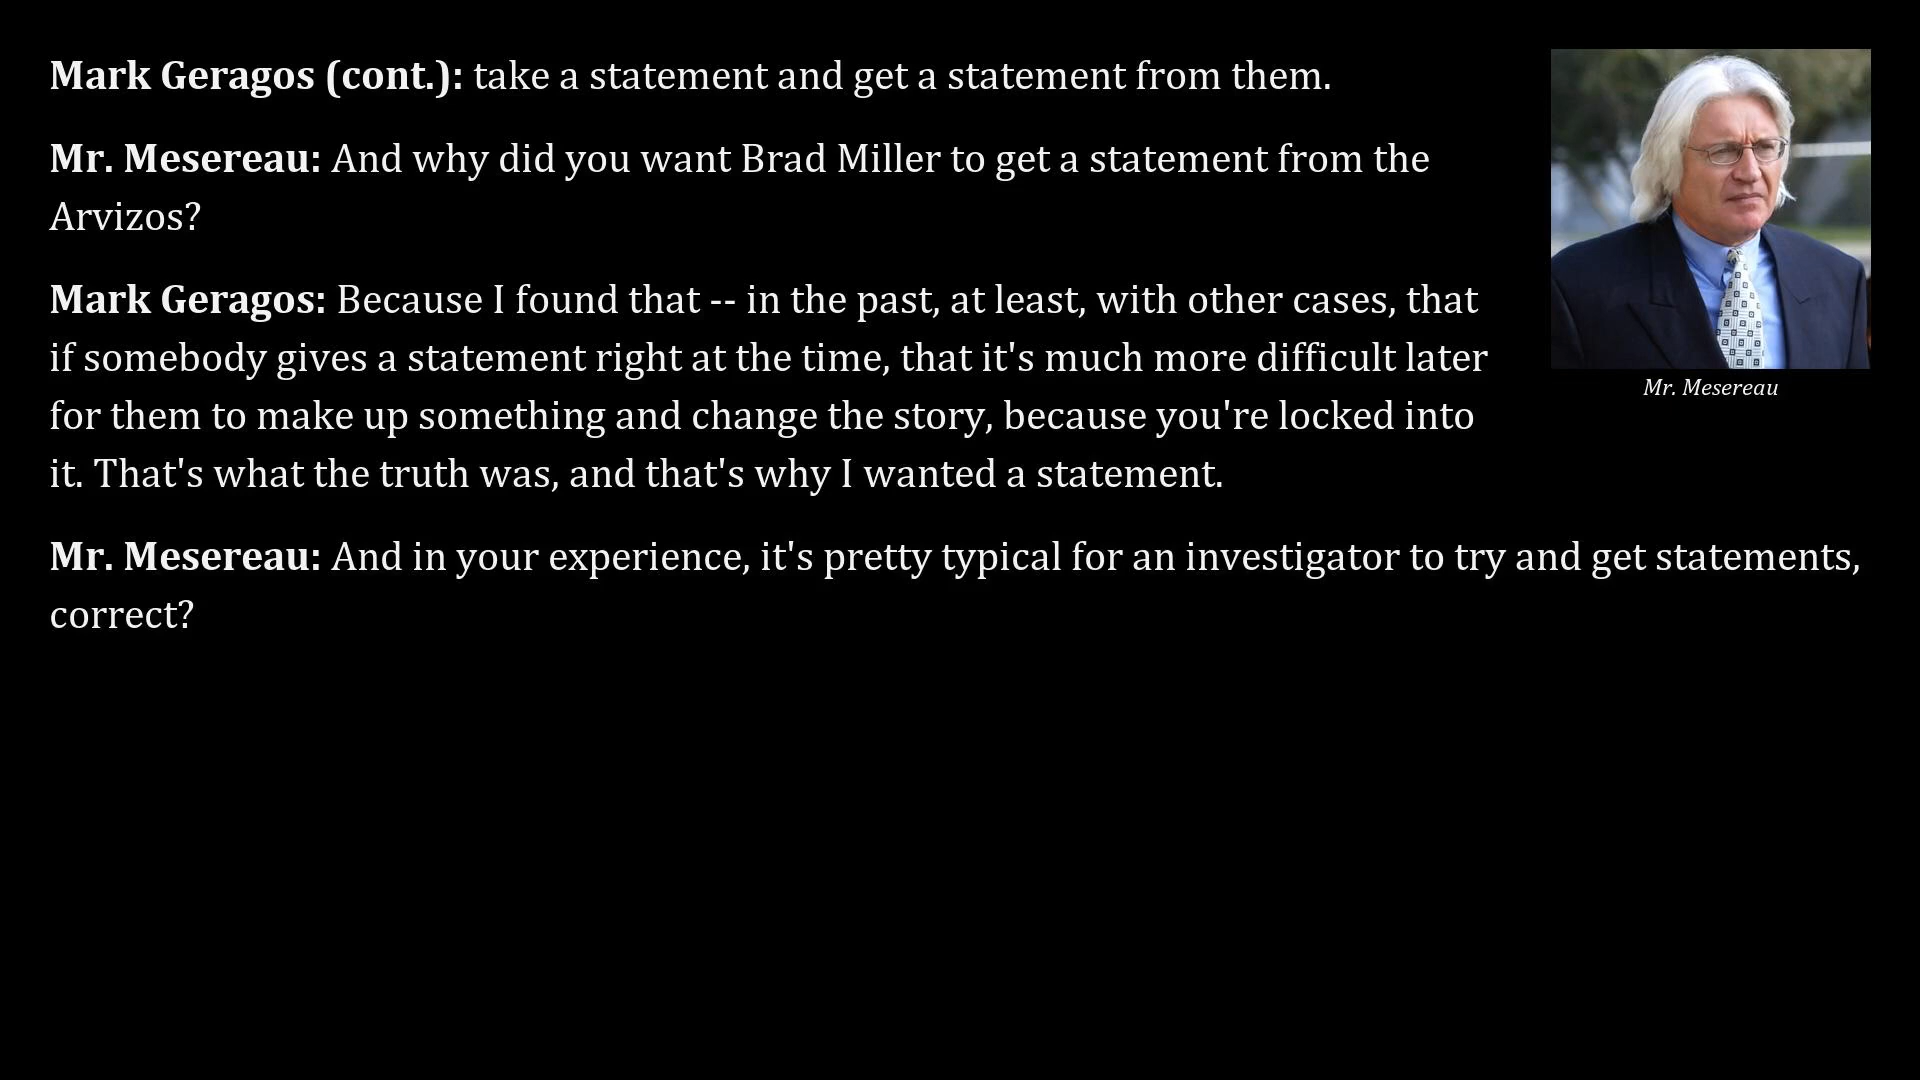 Mark Geragos (cont.): take a statement and get a statement from them.
Mr. Mesereau: And why did you want Brad Miller to get a statement from the
Arvizos?
Mark Geragos: Because I found that -- in the past, at least, with other cases, that
if somebody gives a statement right at the time, that it's much more difficult later
for them to make up something and change the story, because you're locked into
it. That's what the truth was, and that's why I wanted a statement.
Mr. Mesereau: And in your experience, it's pretty typical for an investigator to try and get statements,
correct?
Mr. Mesereau